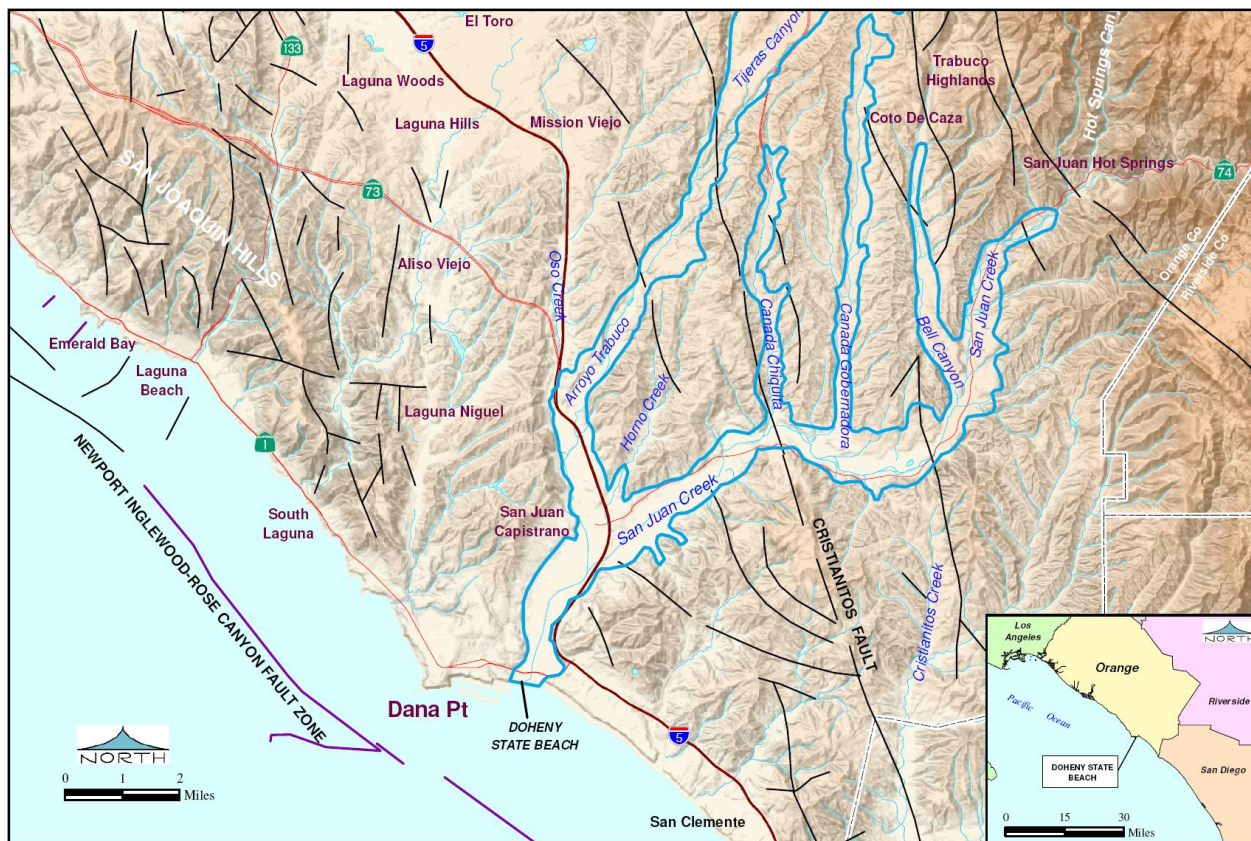 El Toro
133
5
Laguna Woods
Tijeras Canyon
Trabuco
Highlanos
Hot Springs Can
Laguna Hills
Mission Viejo
Coto De Caza
SAN JOAQUIN HILLS
73
San Juan Hot Springs
74
Aliso Viejo
Oso Creek
Orange Co
Riverside Co
San Juan Creek
Emerald Bay
Arroyo Trabuco
Canada Chiquita
Canada Gobernadora
Bell Canyon
Laguna
Beach
Laguna Niguel
Horno Creek
1
NEWPORT INGLEWOOD-ROSE CANYON FAULT ZONE
South
Laguna
San Juan
Capistrano
San Juan Creek
CRISTIANITOS FAULT
Cristianitos Creek
Dana Pt
DOHENY
STATE BEACH
5
San Clemente
NORTH
0 1 2
Miles
Los
Angeles
NORTH
Orange
Riverside
Pacific Ocean
DOHENY STATE
BEACH
San Diego
0 15 30
Miles